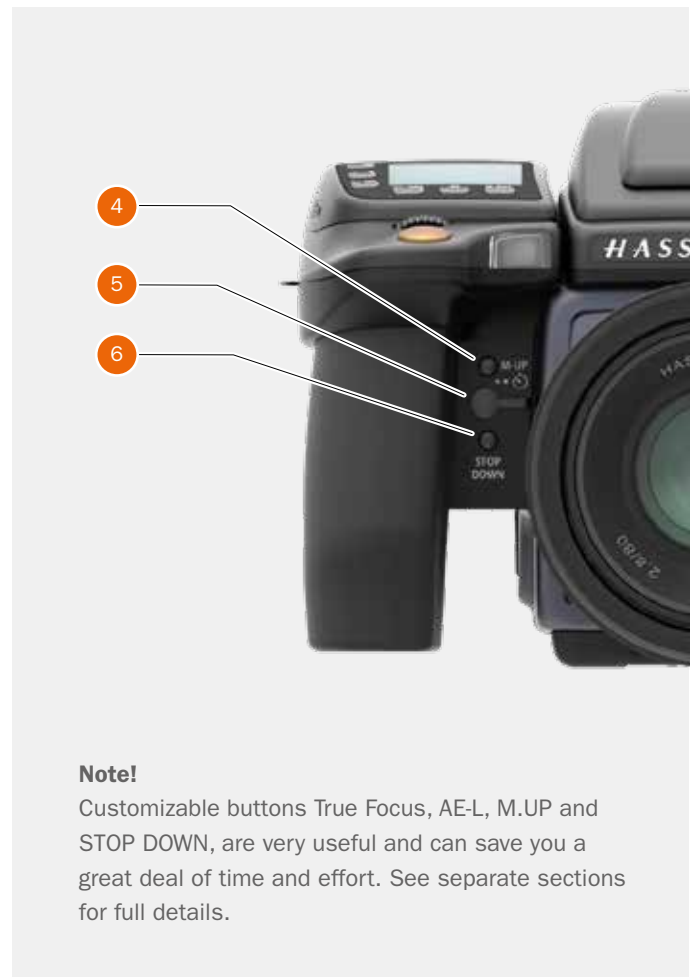 4
5
6
HASS
M-UP
STOP
DOWN
HAS
2,8/80
Note!
Customizable buttons True Focus, AE-L, M.UP and
STOP DOWN, are very useful and can save you a
great deal of time and effort. See separate sections
for full details.